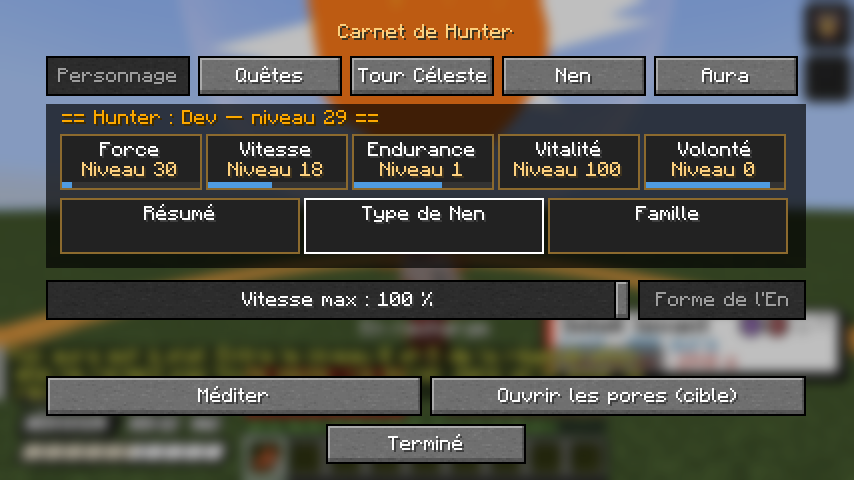 Carnet de Hunter
Personnage
Quêtes
Tour Céleste
Nen
Aura
== Hunter : Dev — niveau 29 ==
Force
Niveau 30
Vitesse
Niveau 18
Endurance
Niveau 1
Vitalité
Niveau 100
Volonté
Niveau 0
Résumé
Type de Nen
Famille
Vitesse max : 100 %
Forme de l'En
Méditer
Ouvrir les pores (cible)
Terminé